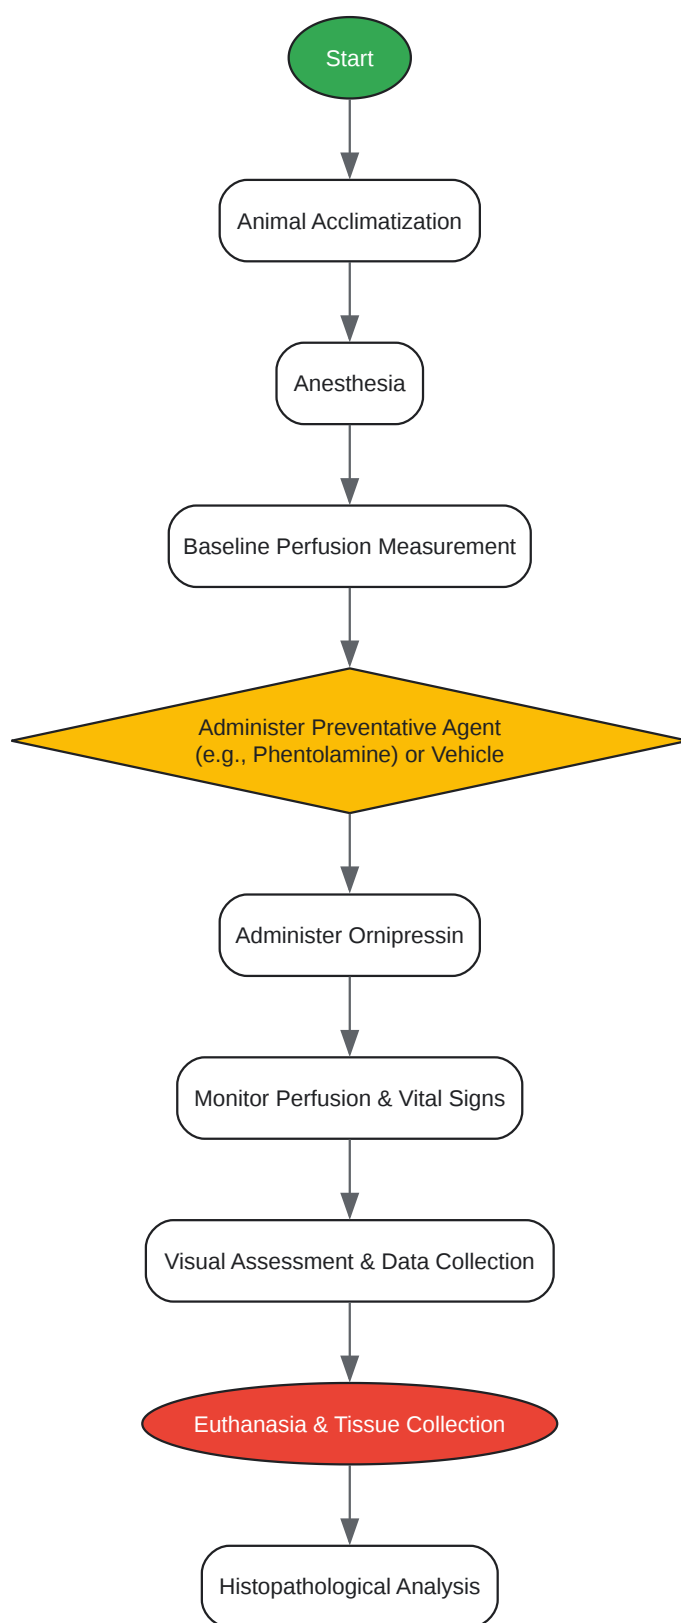 Start
Animal Acclimatization
Anesthesia
Baseline Perfusion Measurement
Administer Preventative Agent
(e.g., Phentolamine) or Vehicle
Administer Ornipressin
Monitor Perfusion & Vital Signs
Visual Assessment & Data Collection
Euthanasia & Tissue Collection
Histopathological Analysis